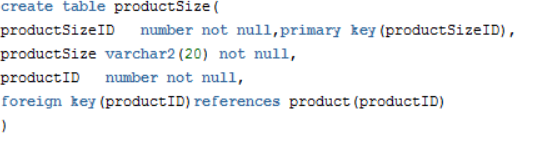 create table productSize(
productSizeID   number not null,primary key(productSizeID),
productSize varchar2(20) not null,
productID   number not null,
foreign key(productID)references product(productID)
)